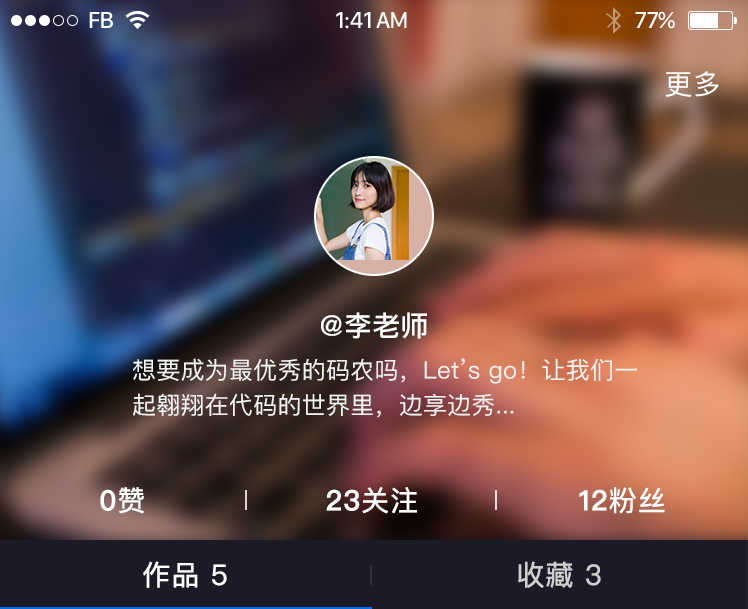 FB 1:41 AM 77%
更多
@李老师
想要成为最优秀的码农吗，Let's go！让我们一
起翱翔在代码的世界里，边享边秀...
0赞 23关注 12粉丝
作品 5 收藏 3